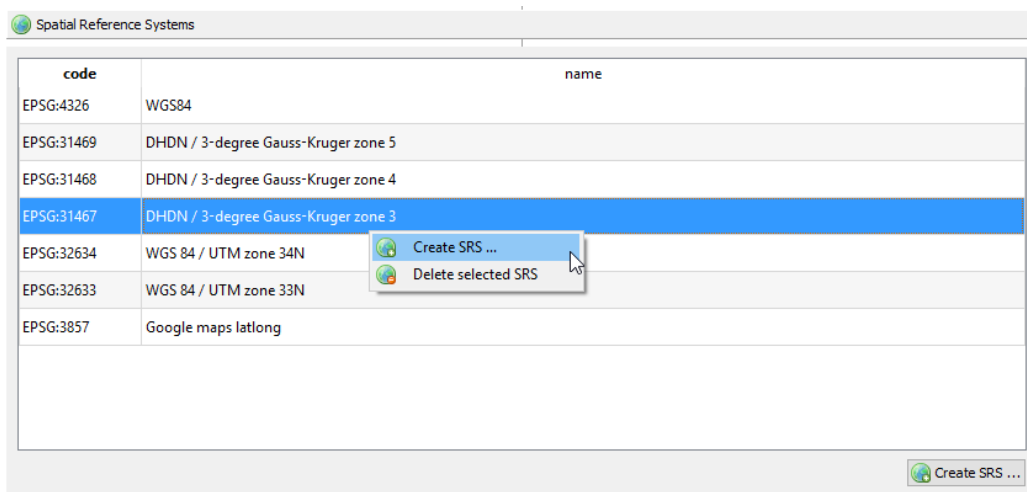 Spatial Reference Systems
code name
EPSG:4326 WGS84
EPSG:31469 DHDN / 3-degree Gauss-Kruger zone 5
EPSG:31468 DHDN / 3-degree Gauss-Kruger zone 4
EPSG:31467 DHDN / 3-degree Gauss-Kruger zone 3
EPSG:32634 WGS 84 / UTM zone 34N Create SRS ...
Delete selected SRS
EPSG:32633 WGS 84 / UTM zone 33N
EPSG:3857 Google maps latlong
Create SRS ...